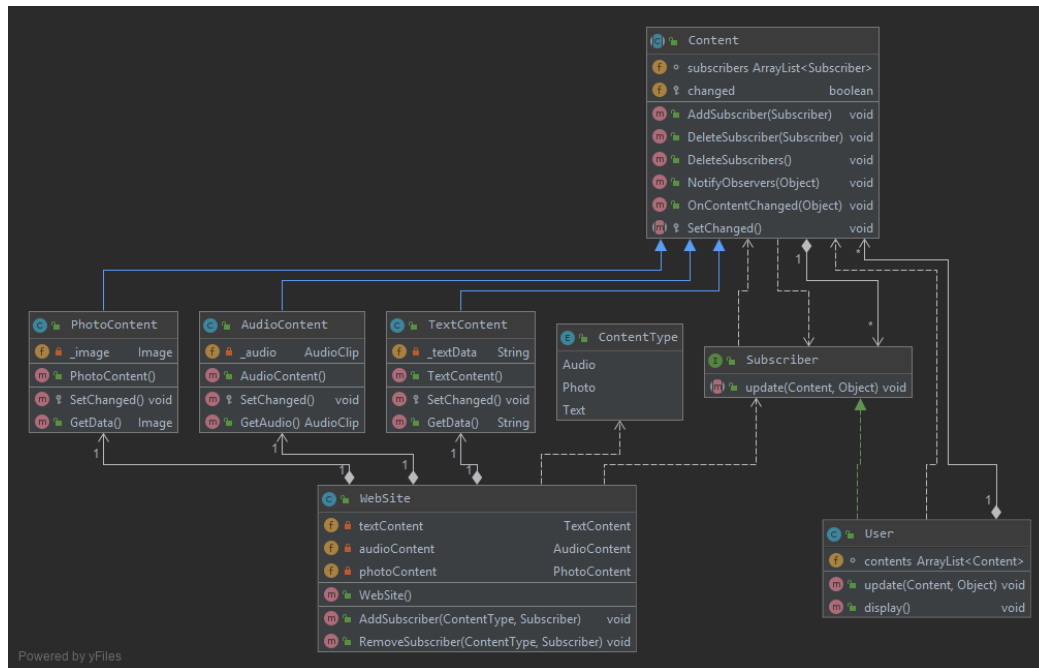 Content
subscribers ArrayList<Subscriber>
changed boolean
AddSubscriber(Subscriber) void
DeleteSubscriber(Subscriber) void
DeleteSubscribers() void
NotifyObservers(Object) void
OnContentChanged(Object) void
SetChanged() void
1
*
*
PhotoContent
_image Image
PhotoContent()
SetChanged() void
GetData() Image
AudioContent
_audio AudioClip
AudioContent()
SetChanged() void
GetAudio() AudioClip
TextContent
_textData String
TextContent()
SetChanged() void
GetData() String
ContentType
Audio
Photo
Text
Subscriber
update(Content, Object) void
1
1
1
1
1
1
WebSite
textContent TextContent
audioContent AudioContent
photoContent PhotoContent
WebSite()
AddSubscriber(ContentType, Subscriber) void
RemoveSubscriber(ContentType, Subscriber) void
1
User
contents ArrayList<Content>
update(Content, Object) void
display() void
Powered by yFiles